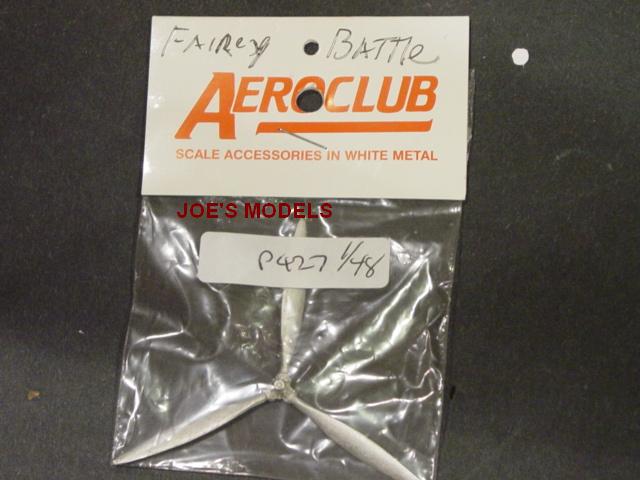 FAIRey BATTle
AEROCLUB
SCALE ACCESSORIES IN WHITE METAL
JOE'S MODELS
P427 1/48